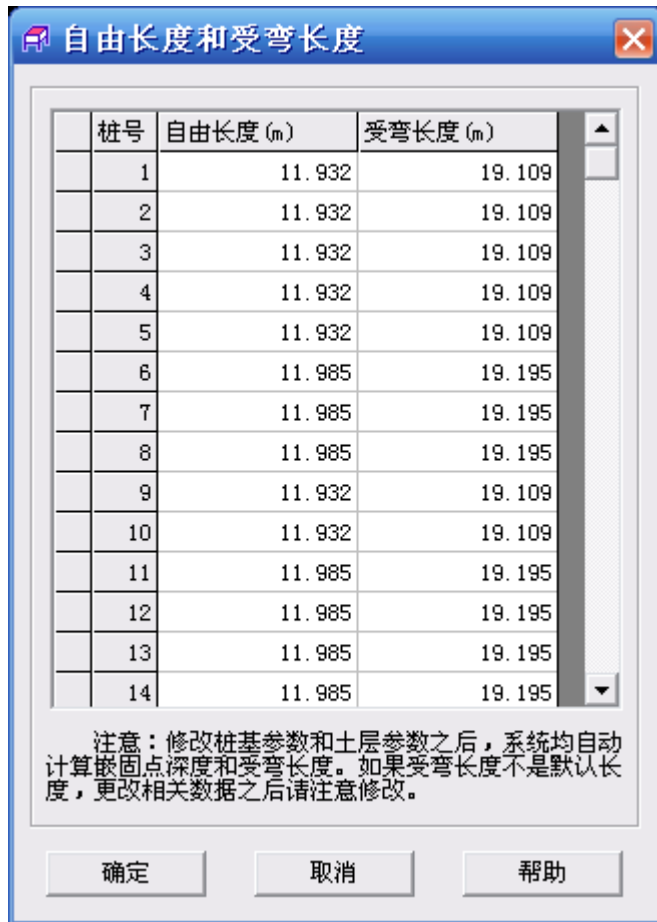 自由长度和受弯长度
桩号 自由长度(m) 受弯长度(m)
1 11.932 19.109
2 11.932 19.109
3 11.932 19.109
4 11.932 19.109
5 11.932 19.109
6 11.985 19.195
7 11.985 19.195
8 11.985 19.195
9 11.932 19.109
10 11.932 19.109
11 11.985 19.195
12 11.985 19.195
13 11.985 19.195
14 11.985 19.195
注意：修改桩基参数和土层参数之后，系统均自动
计算嵌固点深度和受弯长度。如果受弯长度不是默认长
度，更改相关数据之后请注意修改。
确定 取消 帮助